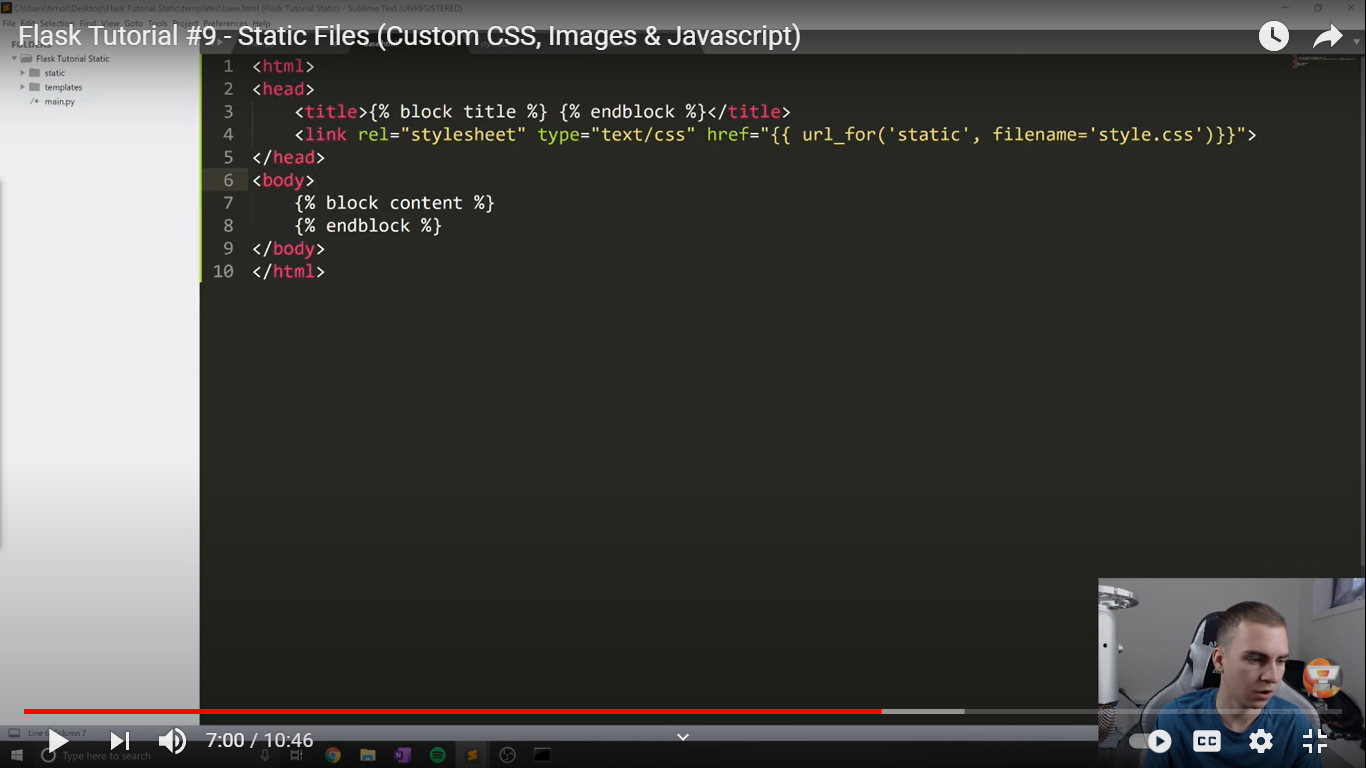 C:\Users\timot\Desktop\Flask Tutorial Static\templates\base.html (Flask Tutorial Static) - Sublime Text (UNREGISTERED)
File Edit Selection Find View Goto Tools Project Preferences Help
Flask Tutorial #9 - Static Files (Custom CSS, Images & Javascript)
FOLDERS
Flask Tutorial Static
static
templates
/* main.py
1 <html>
2 <head>
3 <title>{% block title %} {% endblock %}</title>
4 <link rel="stylesheet" type="text/css" href="{{ url_for('static', filename='style.css')}}">
5 </head>
6 <body>
7 {% block content %}
8 {% endblock %}
9 </body>
10 </html>
Line 6, Column 7
7:00 / 10:46
CC
Type here to search